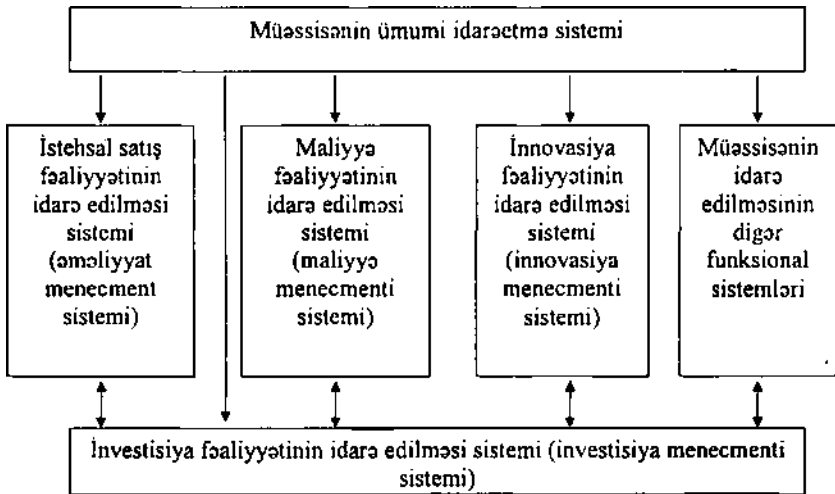 Müəssisənin ümumi idarəetmə sistemi
İstehsal satış
fəaliyyətinin
idarə edilməsi
sistemi
(əməliyyat
menecment
sistemi)
Maliyyə
fəaliyyətinin
idarə edilməsi
sistemi
(maliyyə
menecmenti
sistemi)
İnnovasiya
fəaliyyətinin
idarə edilməsi
sistemi
(innovasiya
menecmenti
sistemi)
Müəssisənin
idarə
edilməsinin
digər
funksional
sistemləri
İnvestisiya fəaliyyətinin idarə edilməsi sistemi (investisiya menecmenti
sistemi)